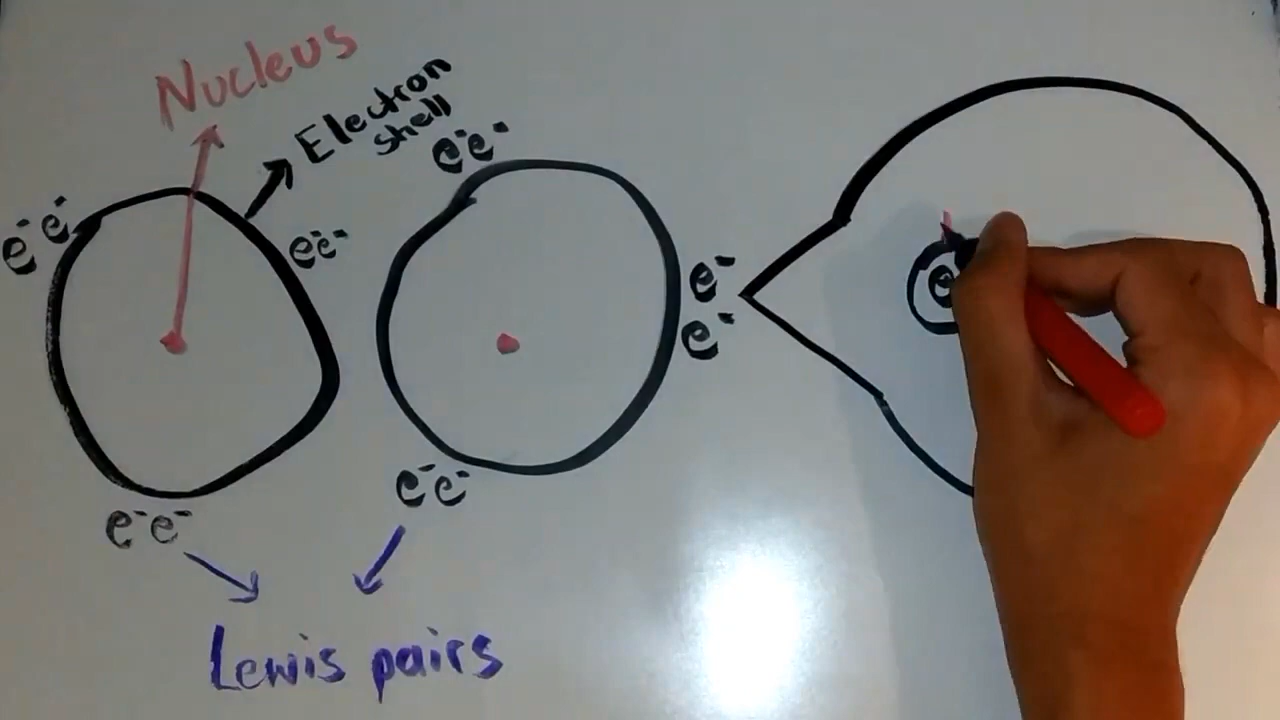 Nucleus
Electron
shell
e⁻e⁻
e⁻ e⁻
e⁻e⁻
e⁻
e⁻
e⁻e⁻
e⁻e⁻
Lewis pairs